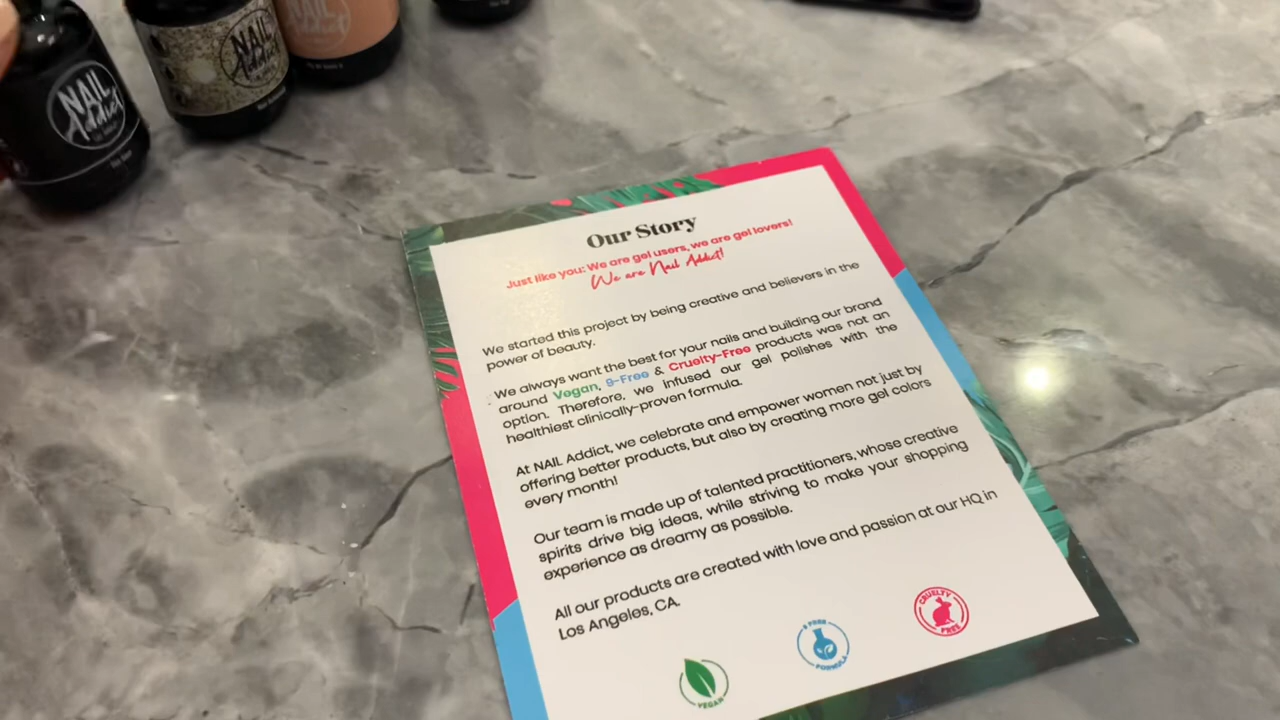 NAIL
Addict
NAIL
Addict
NAIL
Addict
Our Story
Just like you: We are gel users, we are gel lovers!
We are Nail Addict!
We started this project by being creative and believers in the
power of beauty.
We always want the best for your nails and building our brand
around Vegan, 9-Free & Cruelty-Free products was not an
option. Therefore, we infused our gel polishes with the
healthiest clinically-proven formula.
At NAIL Addict, we celebrate and empower women not just by
offering better products, but also by creating more gel colors
every month!
Our team is made up of talented practitioners, whose creative
spirits drive big ideas, while striving to make your shopping
experience as dreamy as possible.
All our products are created with love and passion at our HQ in
Los Angeles, CA.
VEGAN
9 FREE
FORMULA
CRUELTY
FREE